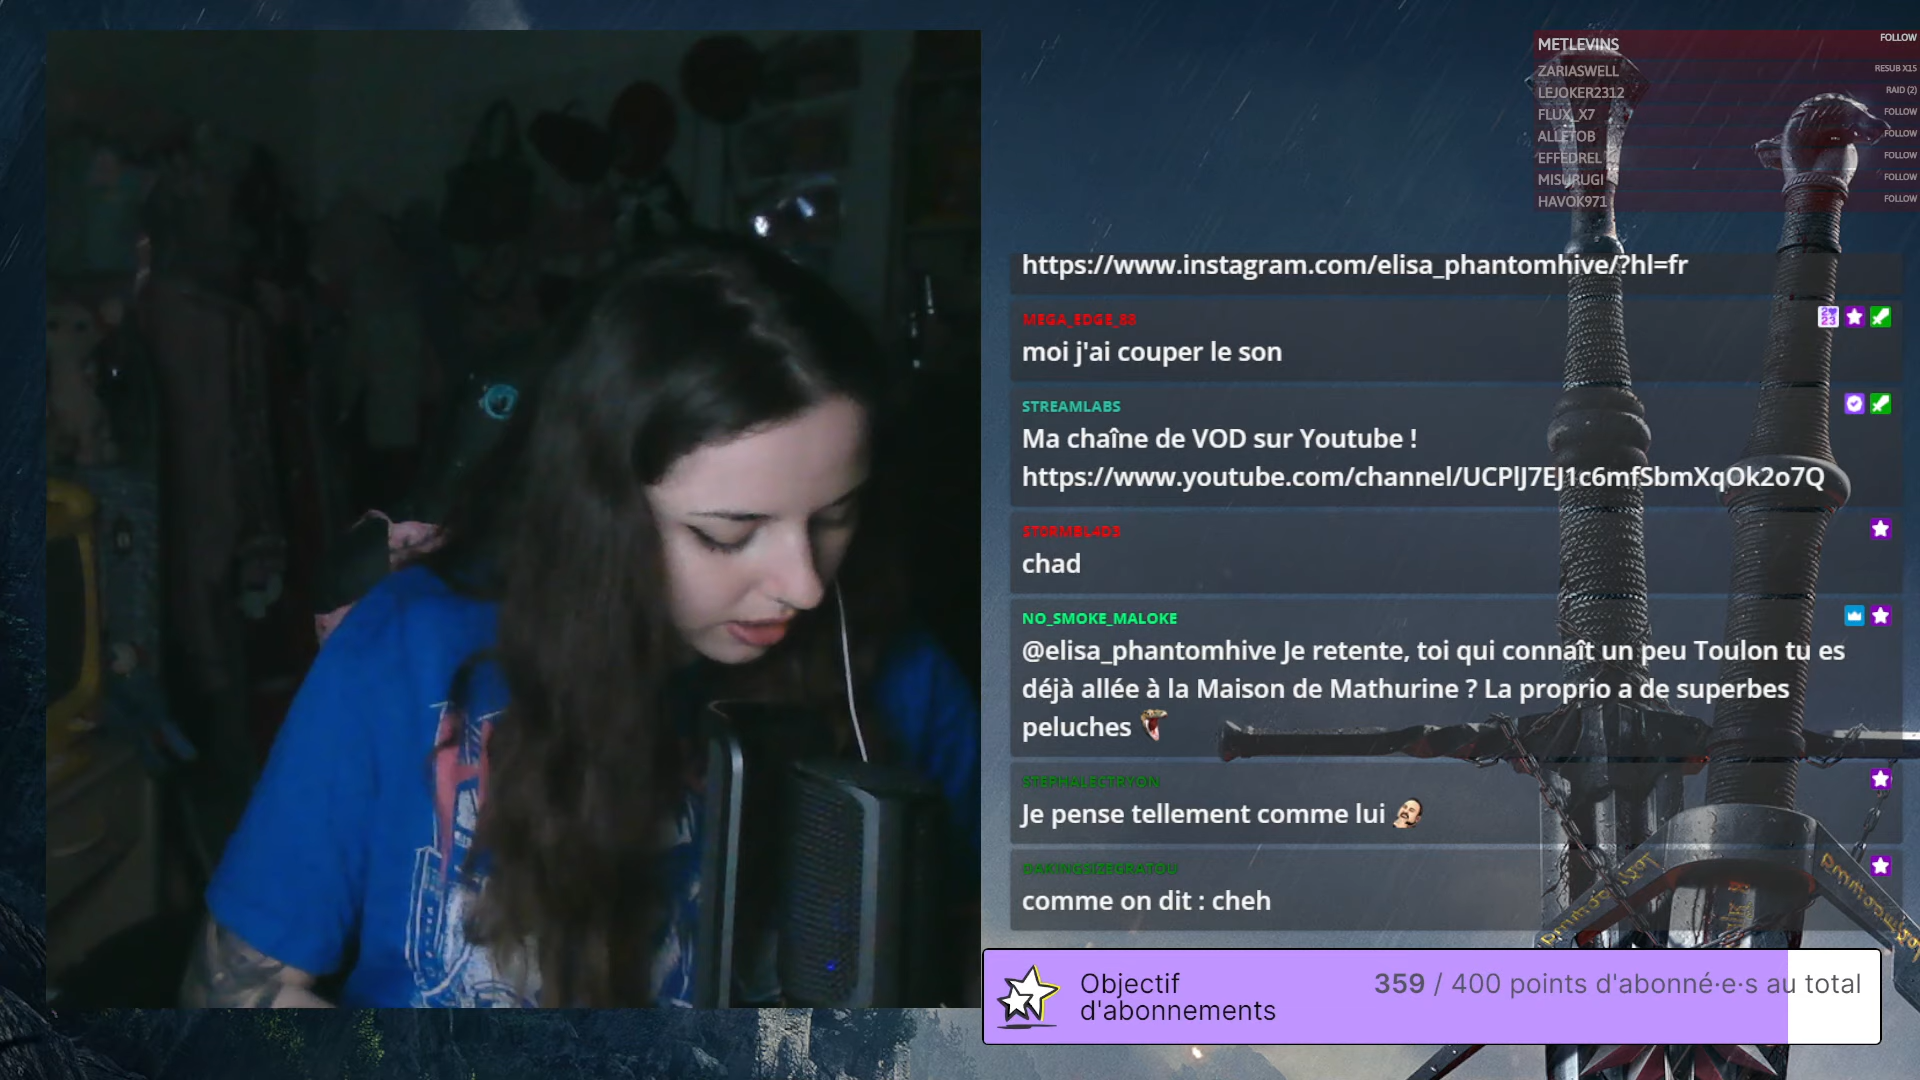 METLEVINS FOLLOW
ZARIASWELL RESUB X15
LEJOKER2312 RAID (2)
FLUX_X7 FOLLOW
ALLETOB FOLLOW
EFFEDREL FOLLOW
MISURUGI FOLLOW
HAVOK971 FOLLOW
https://www.instagram.com/elisa_phantomhive/?hl=fr
MEGA_EDGE_88
moi j'ai couper le son
STREAMLABS
Ma chaîne de VOD sur Youtube !
https://www.youtube.com/channel/UCPlJ7EJ1c6mfSbmXqOk2o7Q
ST0RMBL4D3
chad
NO_SMOKE_MALOKE
@elisa_phantomhive Je retente, toi qui connaît un peu Toulon tu es
déjà allée à la Maison de Mathurine ? La proprio a de superbes
peluches
STEPHALECTRYON
Je pense tellement comme lui
comme on dit : cheh
Objectif
d'abonnements
359 / 400 points d'abonné·e·s au total